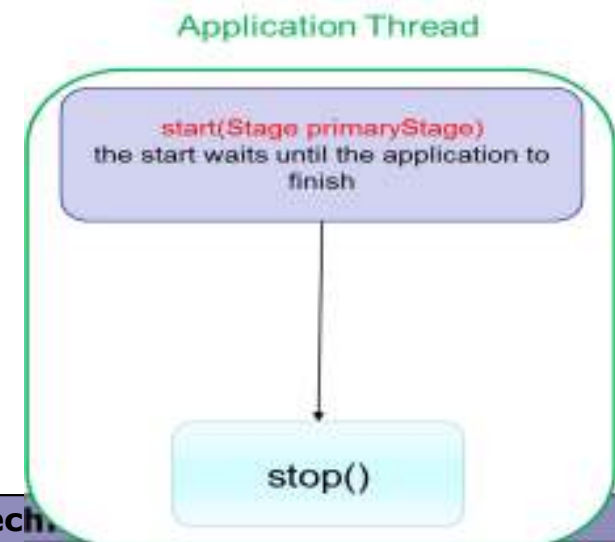 Application Thread
start(Stage primaryStage)
the start waits until the application to
finish
stop()